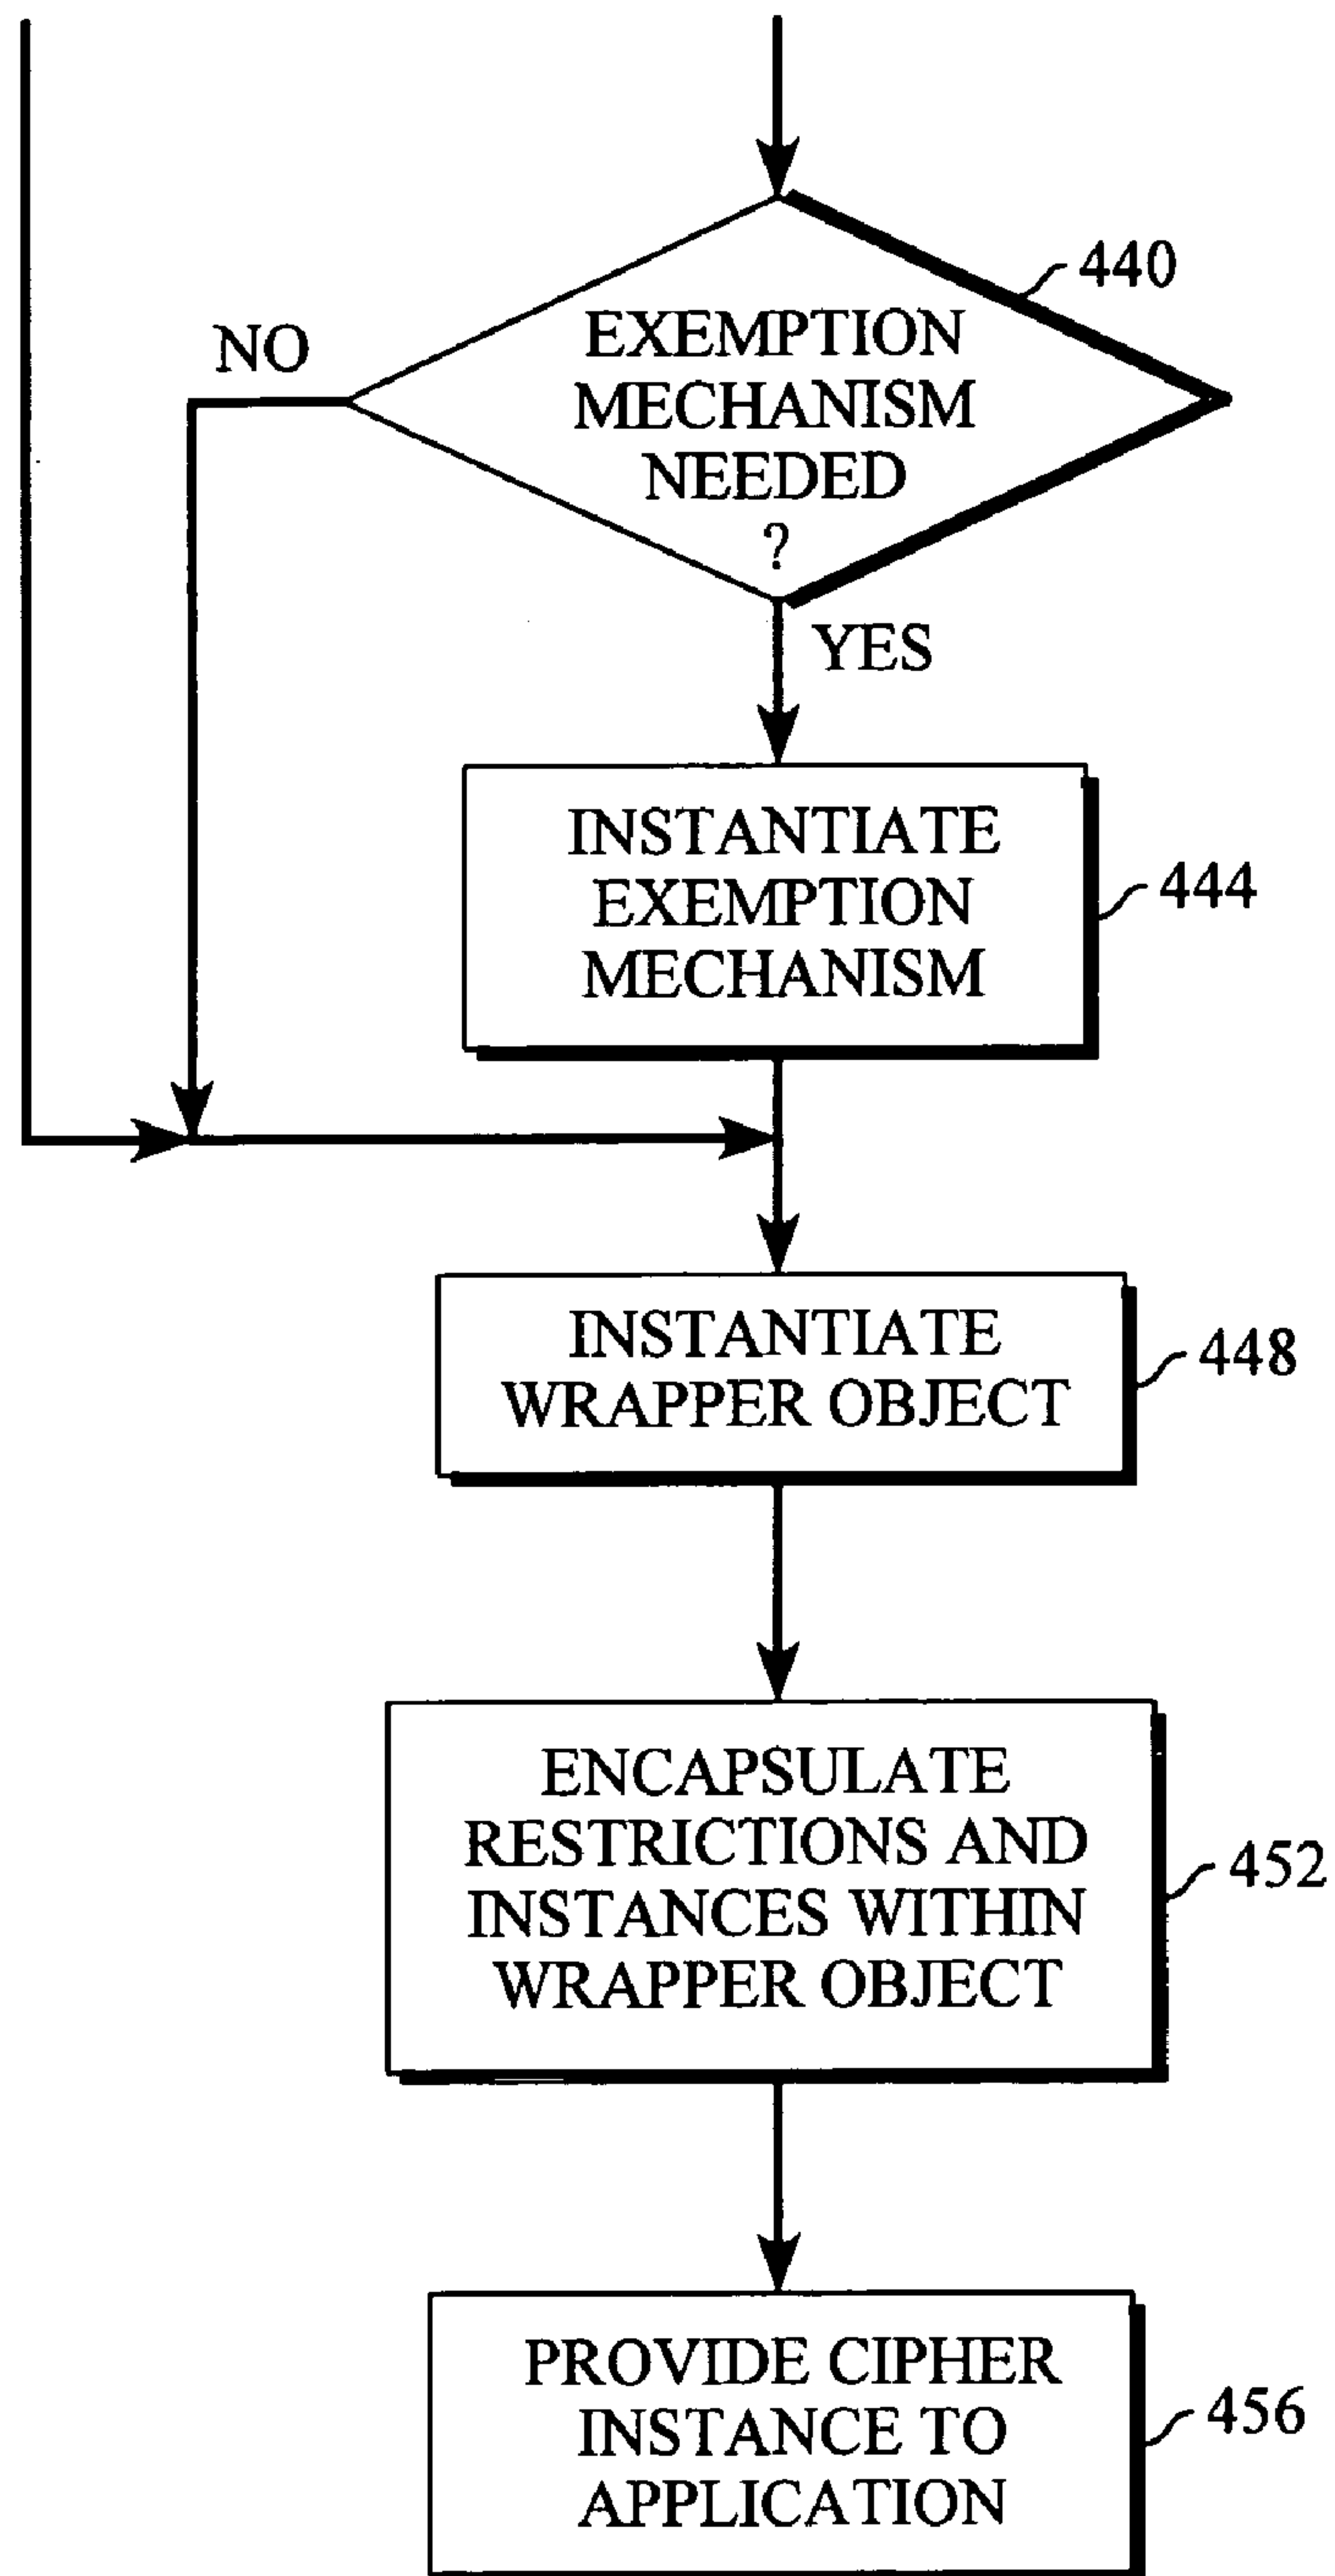 440
NO
EXEMPTION
MECHANISM
NEEDED
?
YES
INSTANTIATE
EXEMPTION
MECHANISM
444
INSTANTIATE
WRAPPER OBJECT
448
ENCAPSULATE
RESTRICTIONS AND
INSTANCES WITHIN
WRAPPER OBJECT
452
PROVIDE CIPHER
INSTANCE TO
APPLICATION
456